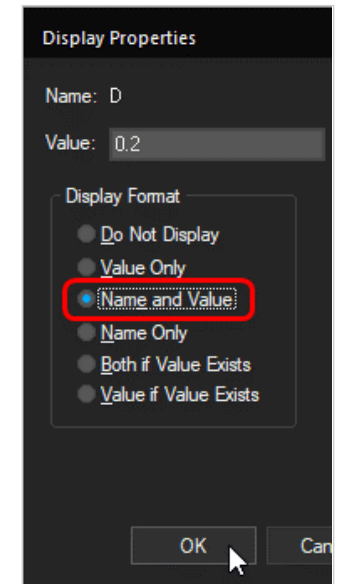 Display Properties
Name: D
Value: 0.2
Display Format
Do Not Display
Value Only
Name and Value
Name Only
Both if Value Exists
Value if Value Exists
OK Can